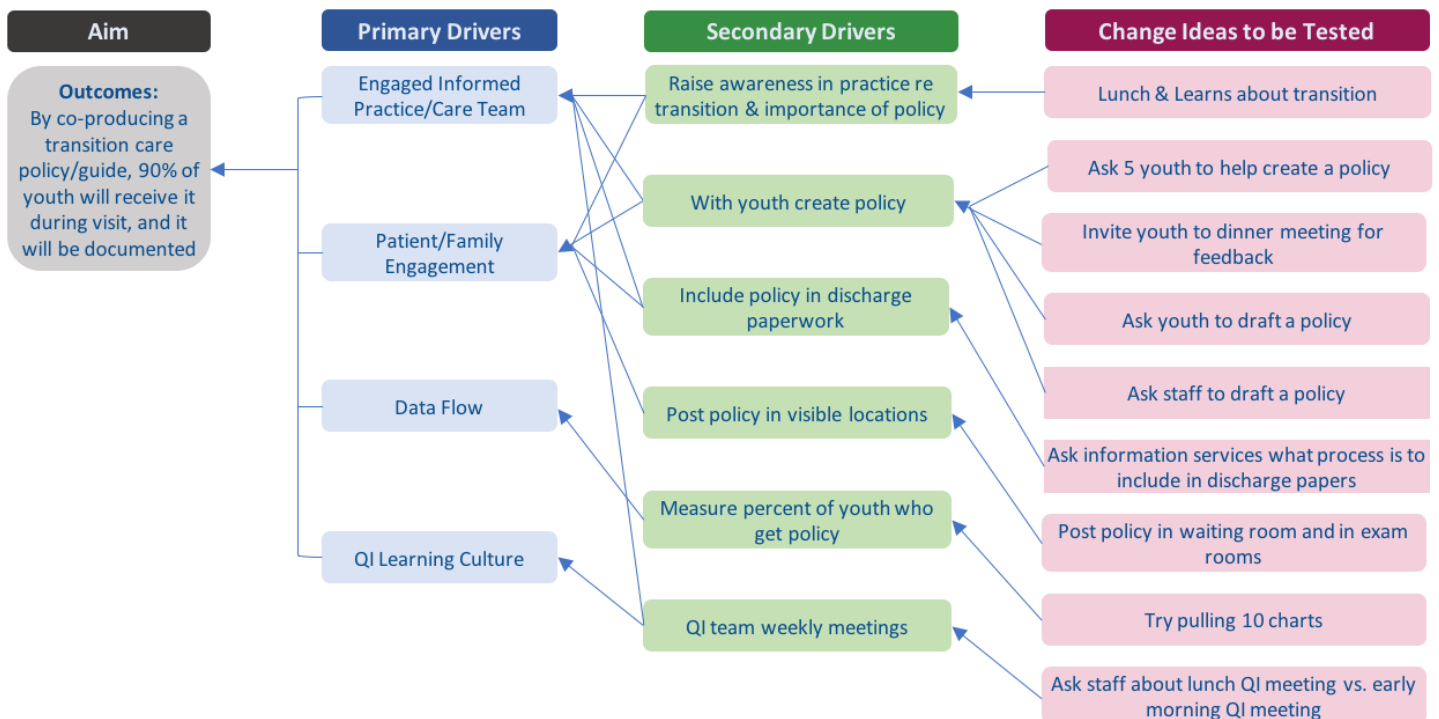 Aim
Primary Drivers
Secondary Drivers
Change Ideas to be Tested
Outcomes:
By co-producing a
transition care
policy/guide, 90% of
youth will receive it
during visit, and it
will be documented
Engaged Informed
Practice/Care Team
Patient/Family
Engagement
Data Flow
QI Learning Culture
Raise awareness in practice re
transition & importance of policy
With youth create policy
Include policy in discharge
paperwork
Post policy in visible locations
Measure percent of youth who
get policy
QI team weekly meetings
Lunch & Learns about transition
Ask 5 youth to help create a policy
Invite youth to dinner meeting for
feedback
Ask youth to draft a policy
Ask staff to draft a policy
Ask information services what process is to
include in discharge papers
Post policy in waiting room and in exam
rooms
Try pulling 10 charts
Ask staff about lunch QI meeting vs. early
morning QI meeting